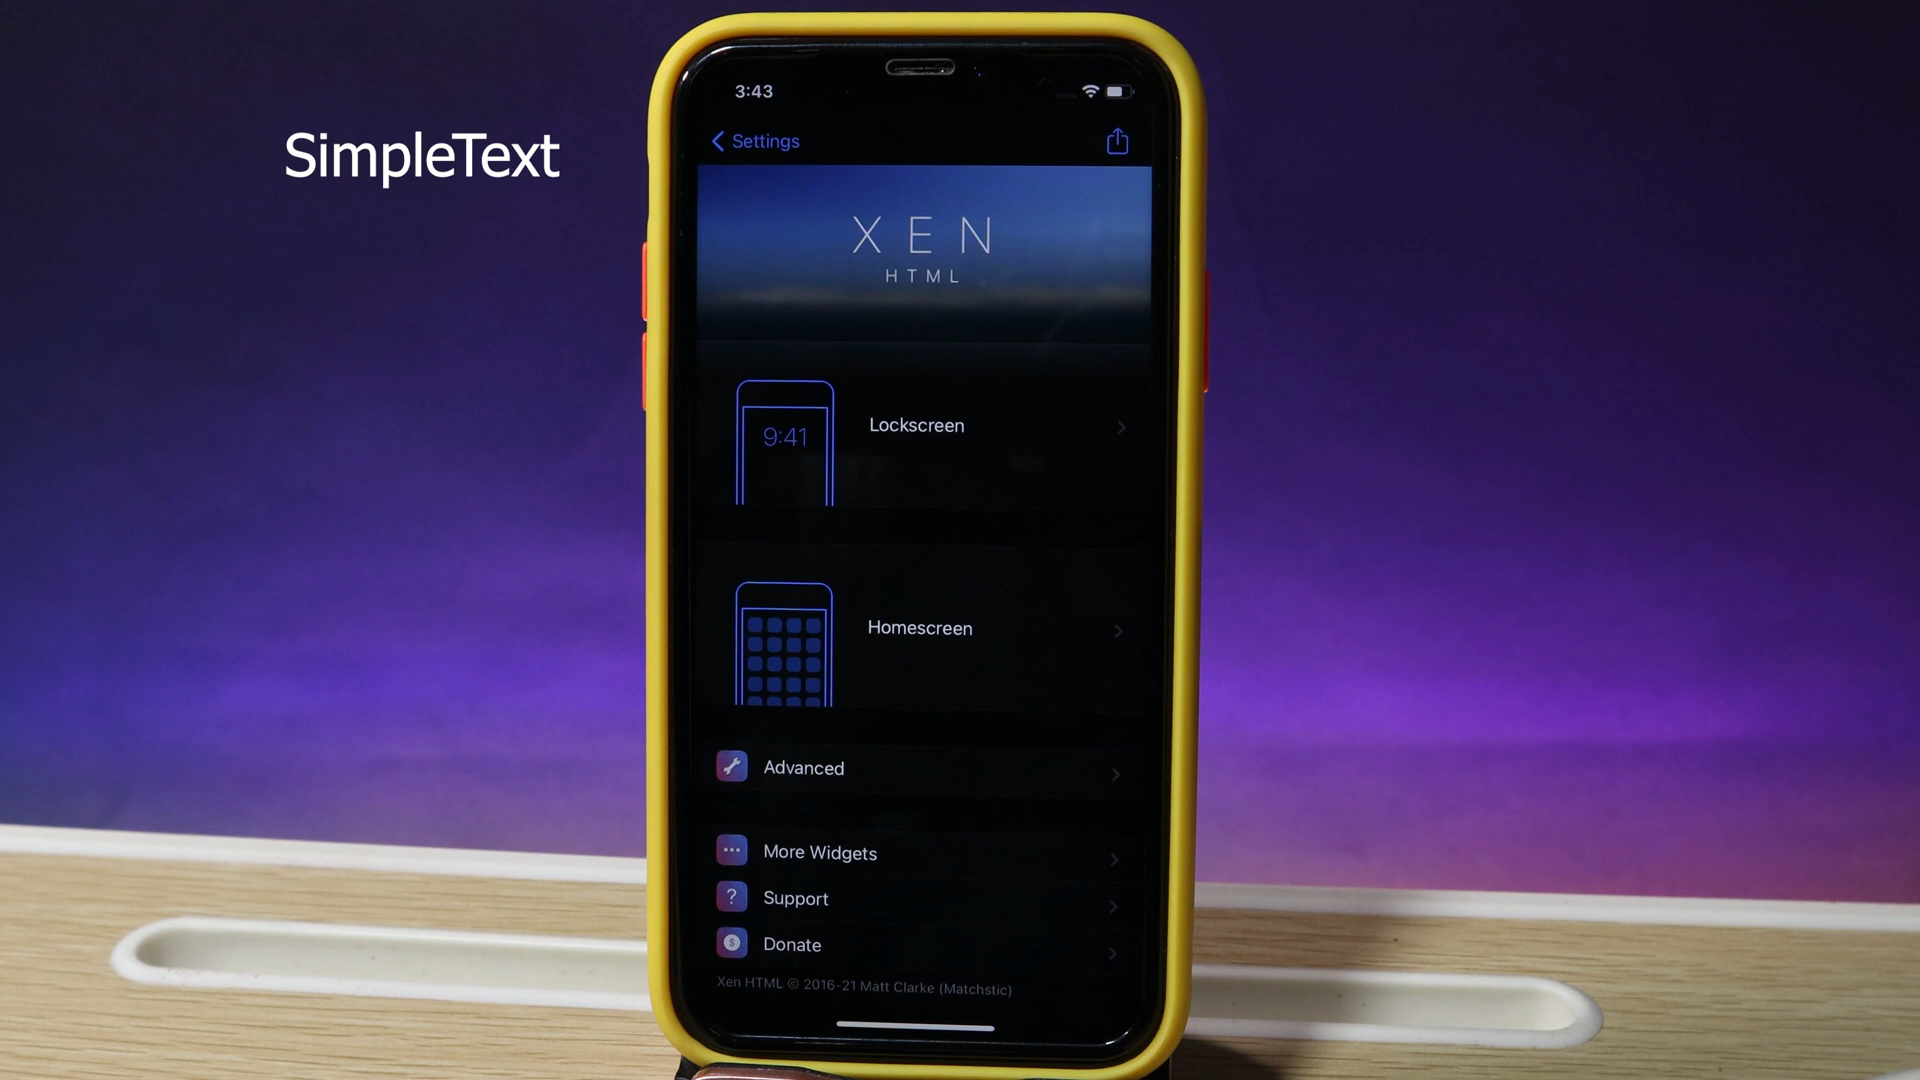 SimpleText
3:43
Settings
XEN
HTML
9:41
Lockscreen
Homescreen
Advanced
More Widgets
?
Support
$
Donate
Xen HTML © 2016-21 Matt Clarke (Matchstic)